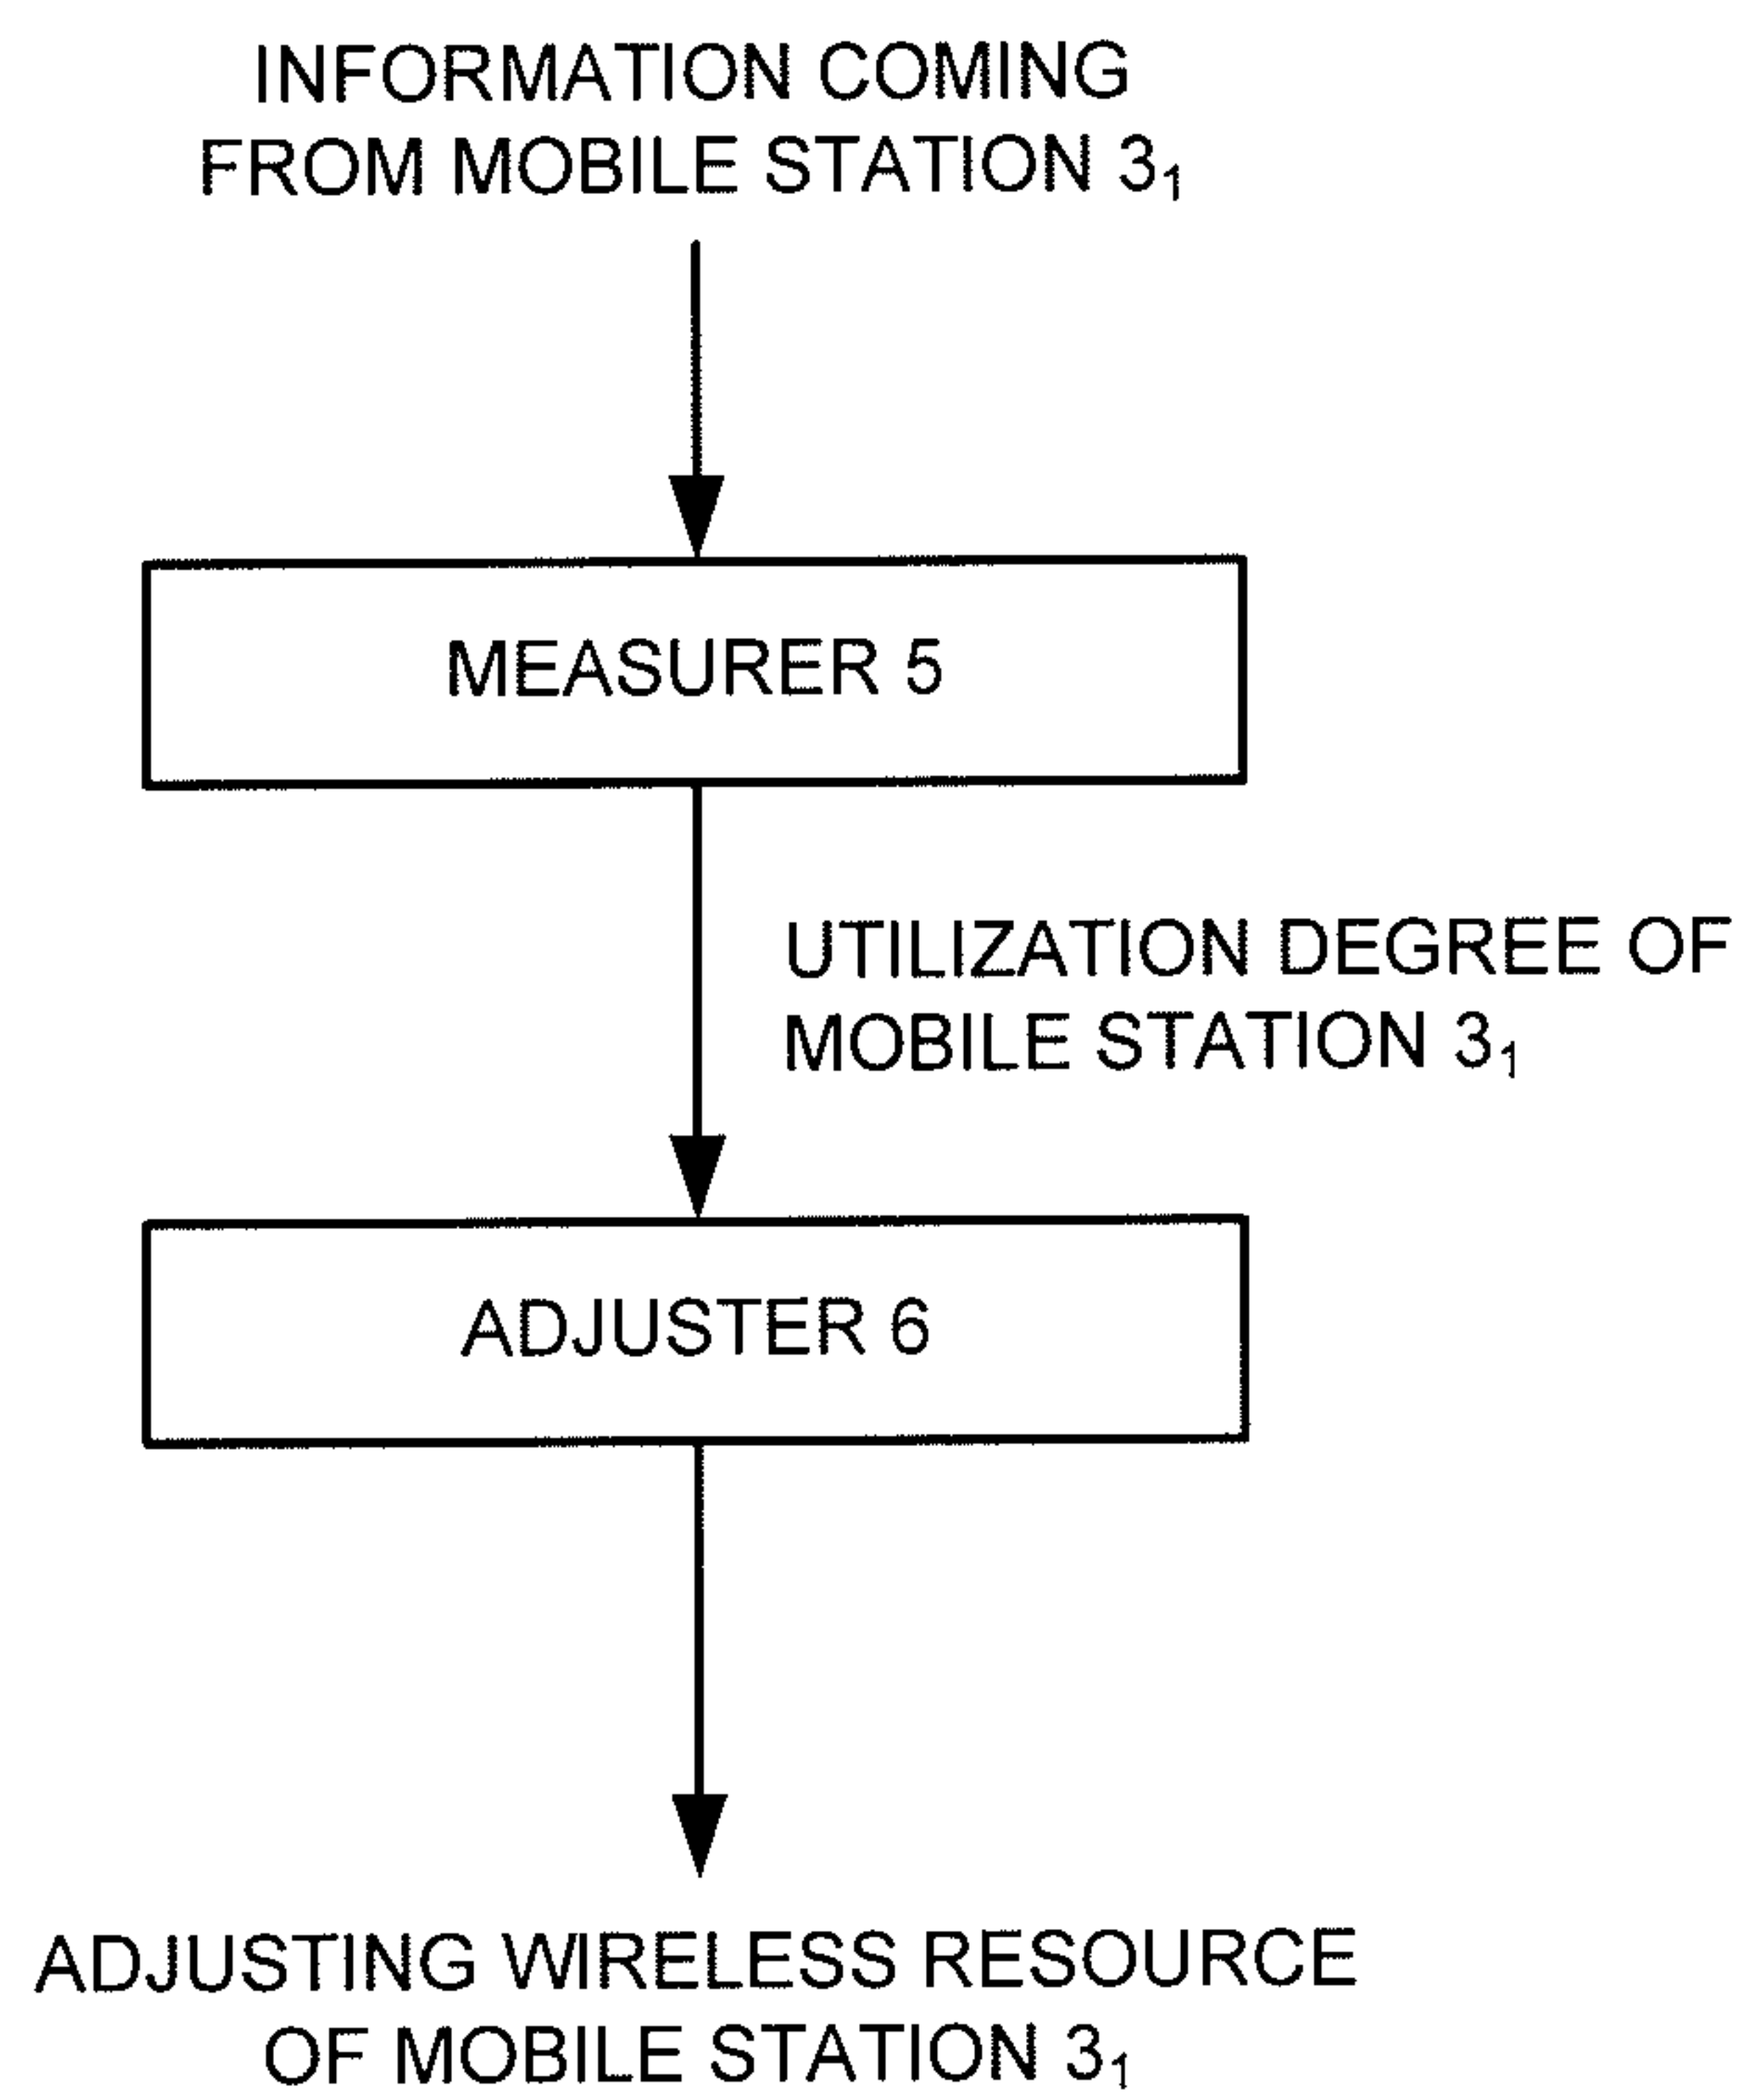 INFORMATION COMING
FROM MOBILE STATION 3₁
MEASURER 5
UTILIZATION DEGREE OF
MOBILE STATION 3₁
ADJUSTER 6
ADJUSTING WIRELESS RESOURCE
OF MOBILE STATION 3₁